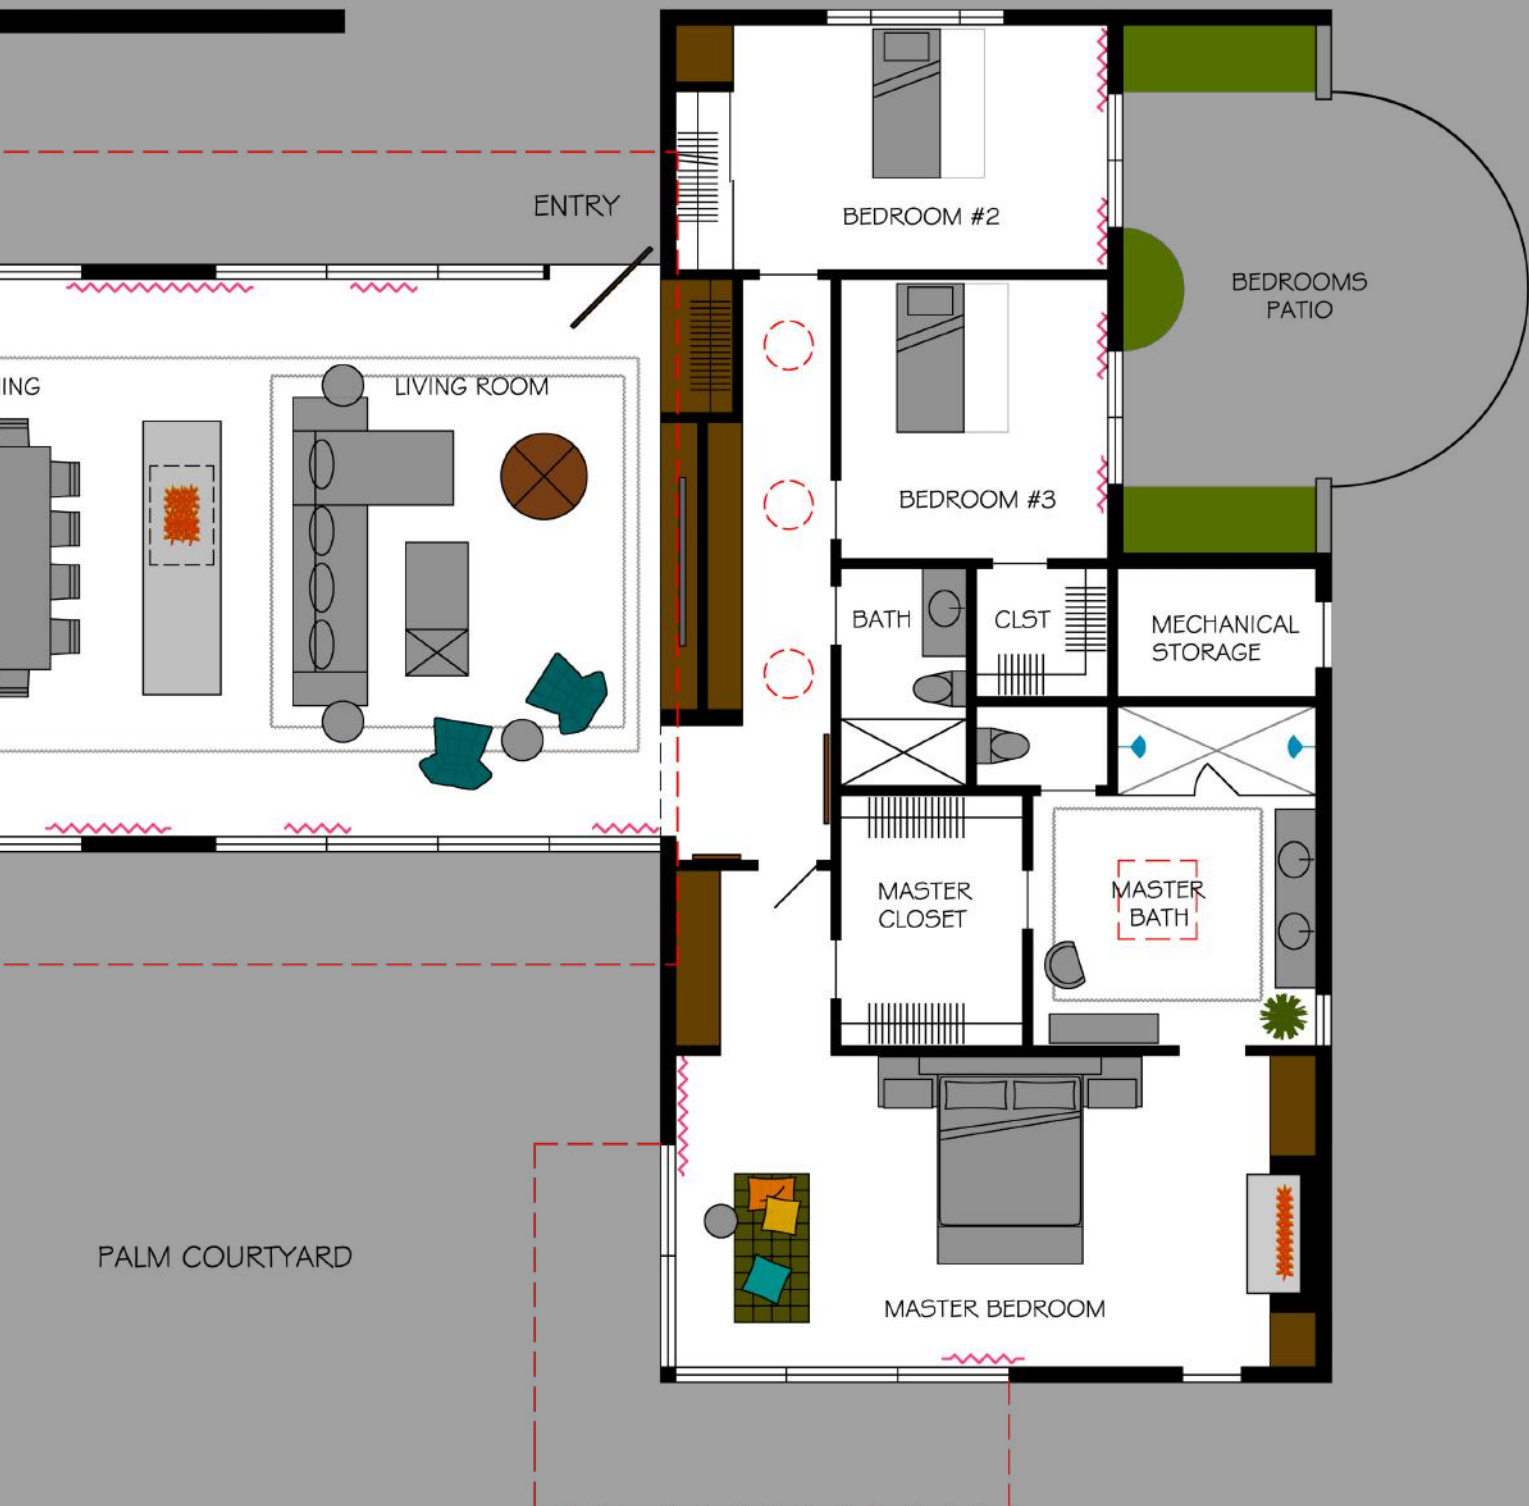 ENTRY
BEDROOM #2
BEDROOMS
PATIO
LIVING ROOM
BEDROOM #3
BATH
CLST
MECHANICAL
STORAGE
MASTER
CLOSET
MASTER
BATH
PALM COURTYARD
MASTER BEDROOM